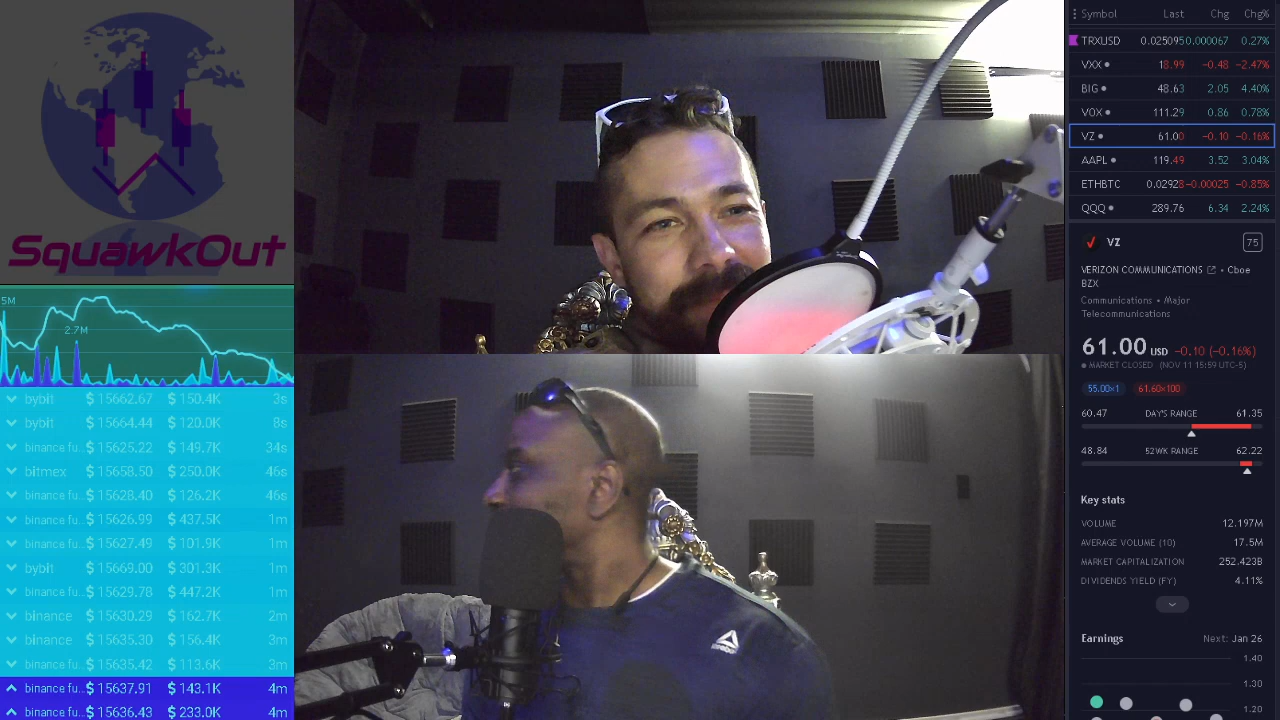 SquawkOut
5M
2.7M
bybit $ 15662.67 $ 150.4K 3s
bybit $ 15664.44 $ 120.0K 8s
binance fu.. $ 15625.22 $ 149.7K 34s
bitmex $ 15658.50 $ 250.0K 46s
binance fu.. $ 15628.40 $ 126.2K 46s
binance fu.. $ 15626.99 $ 437.5K 1m
binance fu.. $ 15627.49 $ 101.9K 1m
bybit $ 15669.00 $ 301.3K 1m
binance fu.. $ 15629.78 $ 447.2K 1m
binance $ 15630.29 $ 162.7K 2m
binance $ 15635.30 $ 156.4K 3m
binance fu.. $ 15635.42 $ 113.6K 3m
binance fu.. $ 15637.91 $ 143.1K 4m
binance fu.. $ 15636.43 $ 233.0K 4m
Reebok
Symbol Last Chg Chg%
TRXUSD 0.025095 0.000067 0.27%
VXX 18.99 −0.48 −2.47%
BIG 48.63 2.05 4.40%
VOX 111.29 0.86 0.78%
VZ 61.00 −0.10 −0.16%
AAPL 119.49 3.52 3.04%
ETHBTC 0.02928 −0.00025 −0.85%
QQQ 289.76 6.34 2.24%
VZ 75
VERIZON COMMUNICATIONS • Cboe
BZX
Communications • Major
Telecommunications
61.00 USD −0.10 (−0.16%)
MARKET CLOSED (NOV 11 15:59 UTC-5)
55.00×1 61.60×100
60.47 DAYS RANGE 61.35
48.84 52WK RANGE 62.22
Key stats
VOLUME 12.197M
AVERAGE VOLUME (10) 17.5M
MARKET CAPITALIZATION 252.423B
DIVIDENDS YIELD (FY) 4.11%
Earnings Next: Jan 26
1.40
1.30
1.20